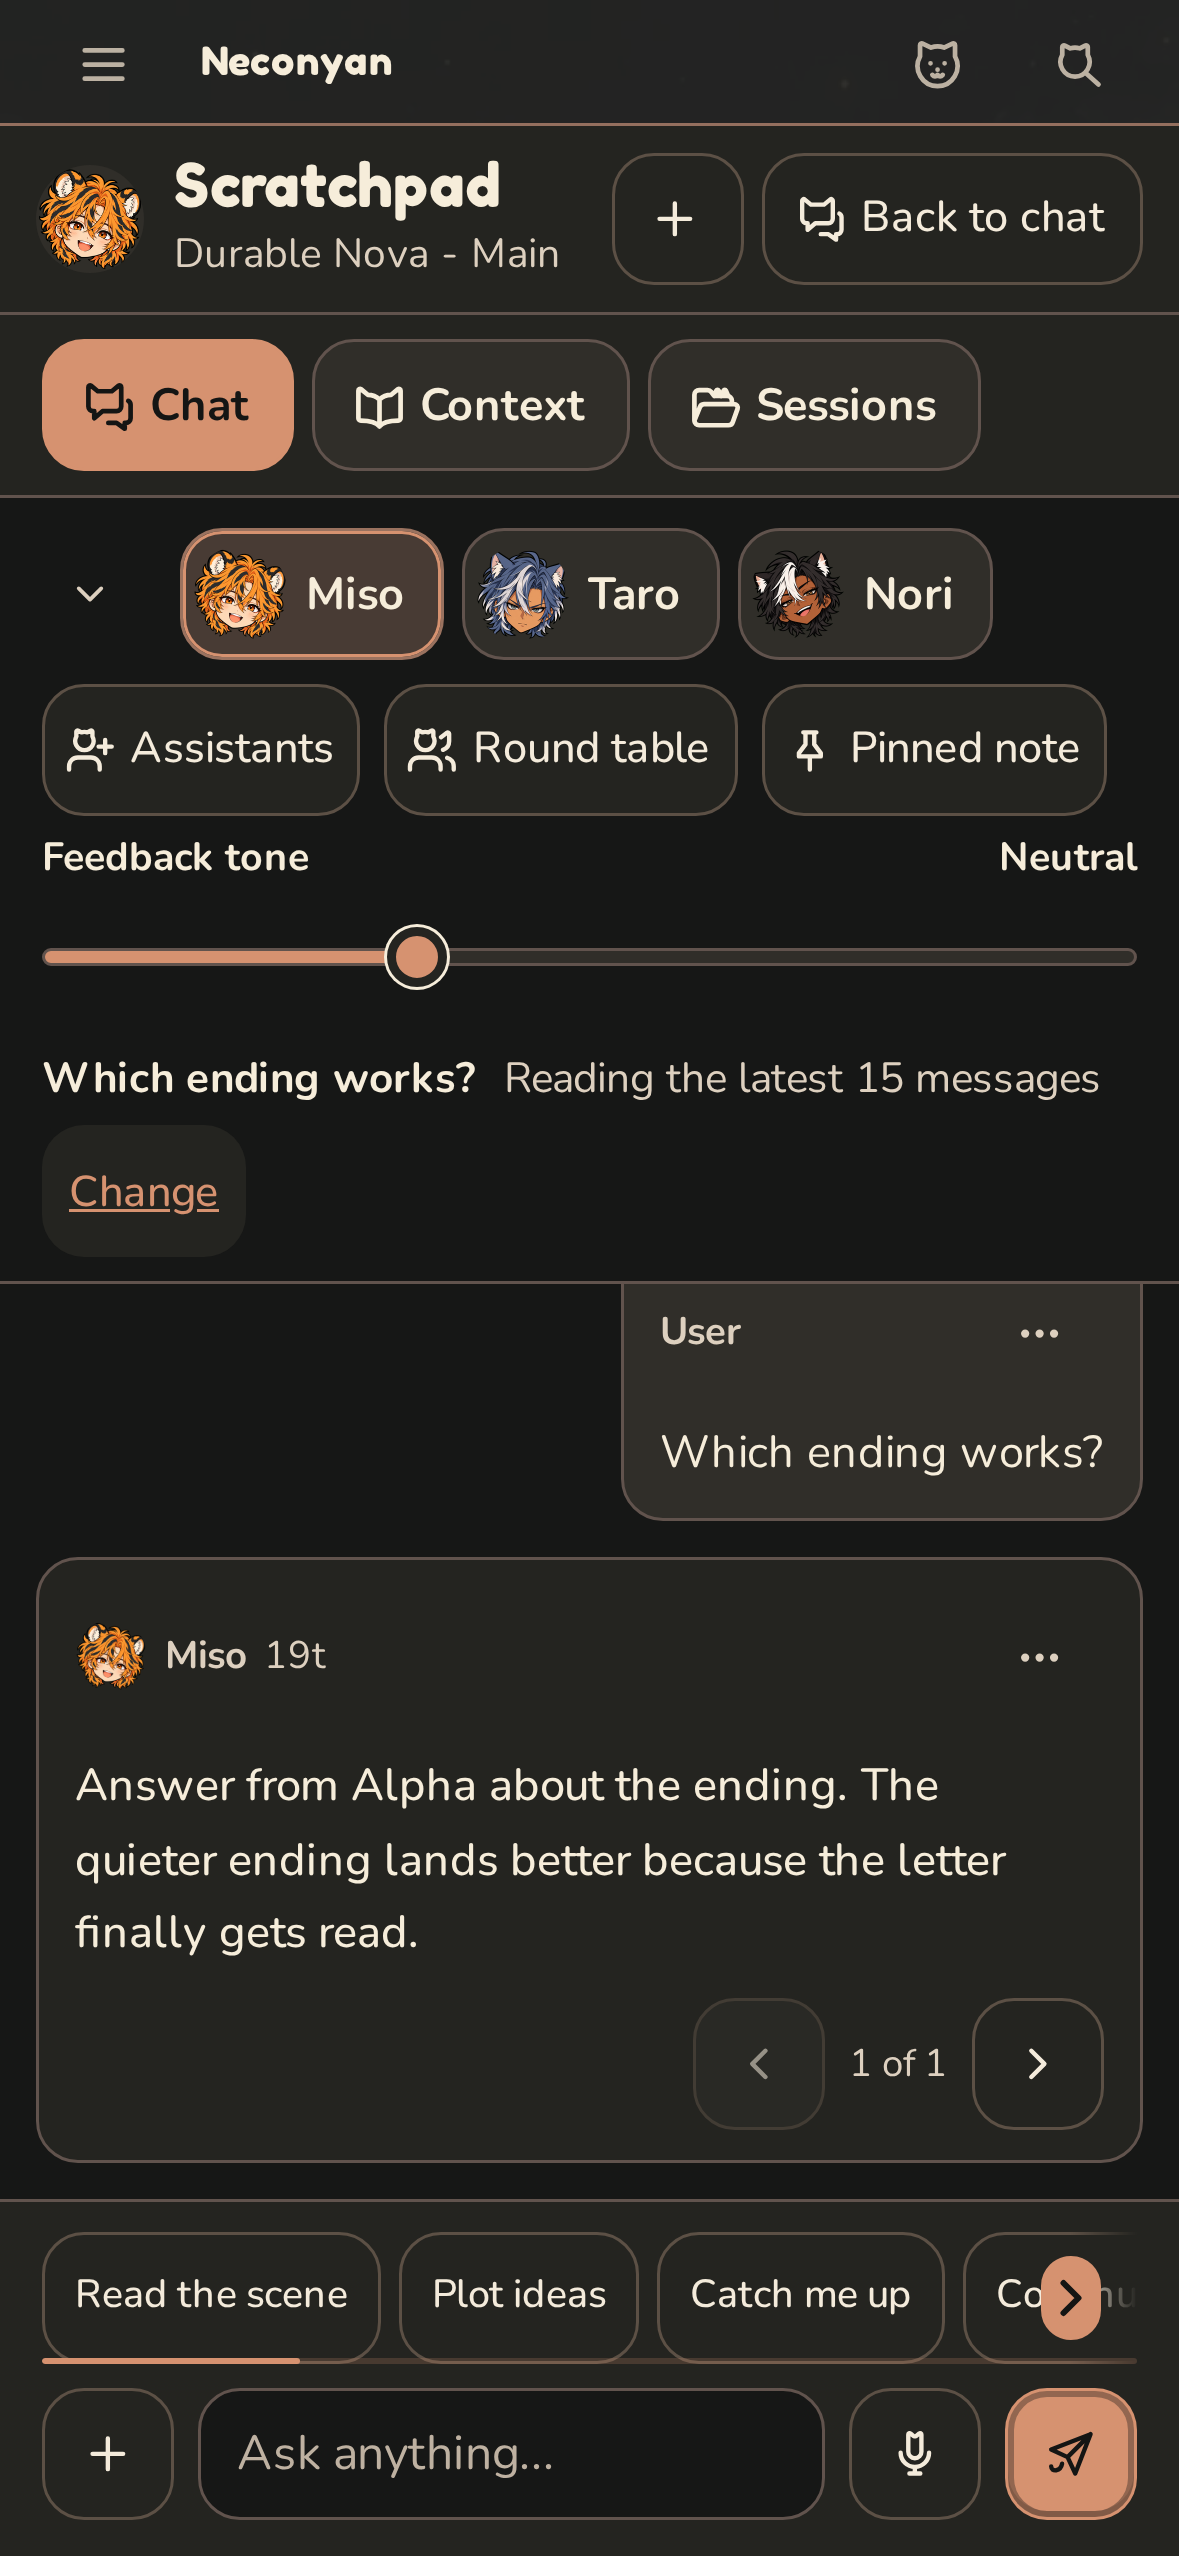 Neconyan
Scratchpad
Durable Nova - Main
Back to chat
Chat
Context
Sessions
Miso
Taro
Nori
Assistants
Round table
Pinned note
Feedback tone
Neutral
Which ending works? Reading the latest 15 messages
Change
User
Which ending works?
Miso 19t
Answer from Alpha about the ending. The
quieter ending lands better because the letter
finally gets read.
1 of 1
Read the scene
Plot ideas
Catch me up
Ask anything...